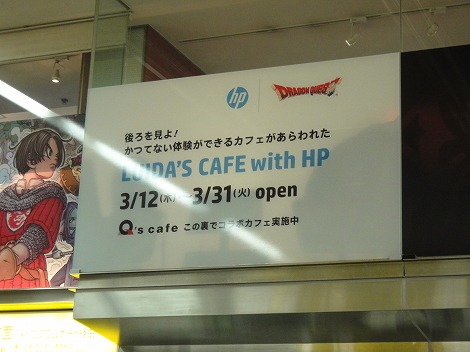 hp
DRAGON QUEST
後ろを見よ!
かつてない体験ができるカフェがあらわれた
LUIDA'S CAFE with HP
3/12(木)～3/31(火) open
Q's cafe この裏でコラボカフェ実施中